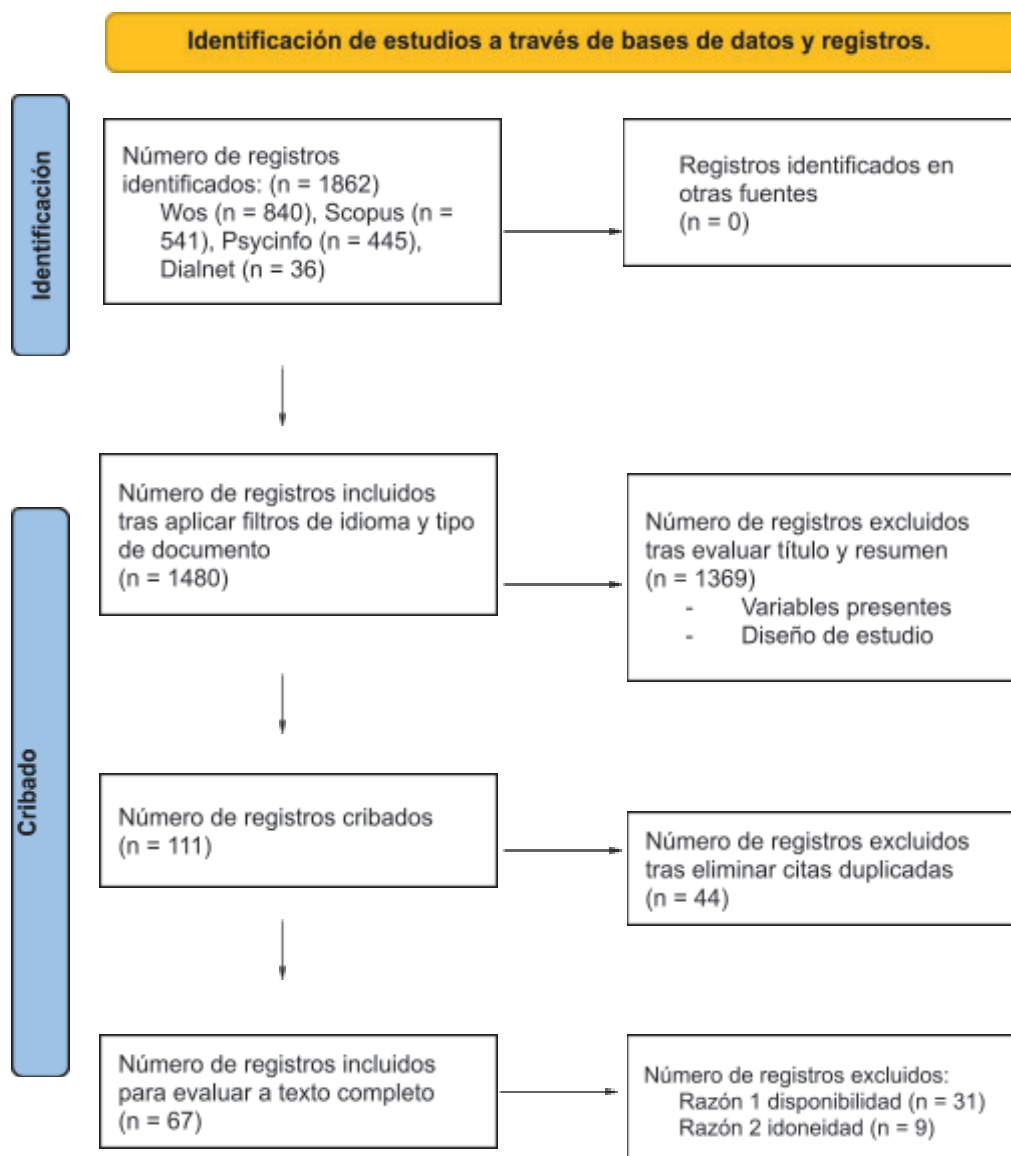 Identificación de estudios a través de bases de datos y registros.
Identificación
Número de registros
identificados: (n = 1862)
Wos (n = 840), Scopus (n =
541), Psycinfo (n = 445),
Dialnet (n = 36)
Registros identificados en
otras fuentes
(n = 0)
Cribado
Número de registros incluidos
tras aplicar filtros de idioma y tipo
de documento
(n = 1480)
Número de registros excluidos
tras evaluar título y resumen
(n = 1369)
- Variables presentes
- Diseño de estudio
Número de registros cribados
(n = 111)
Número de registros excluidos
tras eliminar citas duplicadas
(n = 44)
Número de registros incluidos
para evaluar a texto completo
(n = 67)
Número de registros excluidos:
Razón 1 disponibilidad (n = 31)
Razón 2 idoneidad (n = 9)